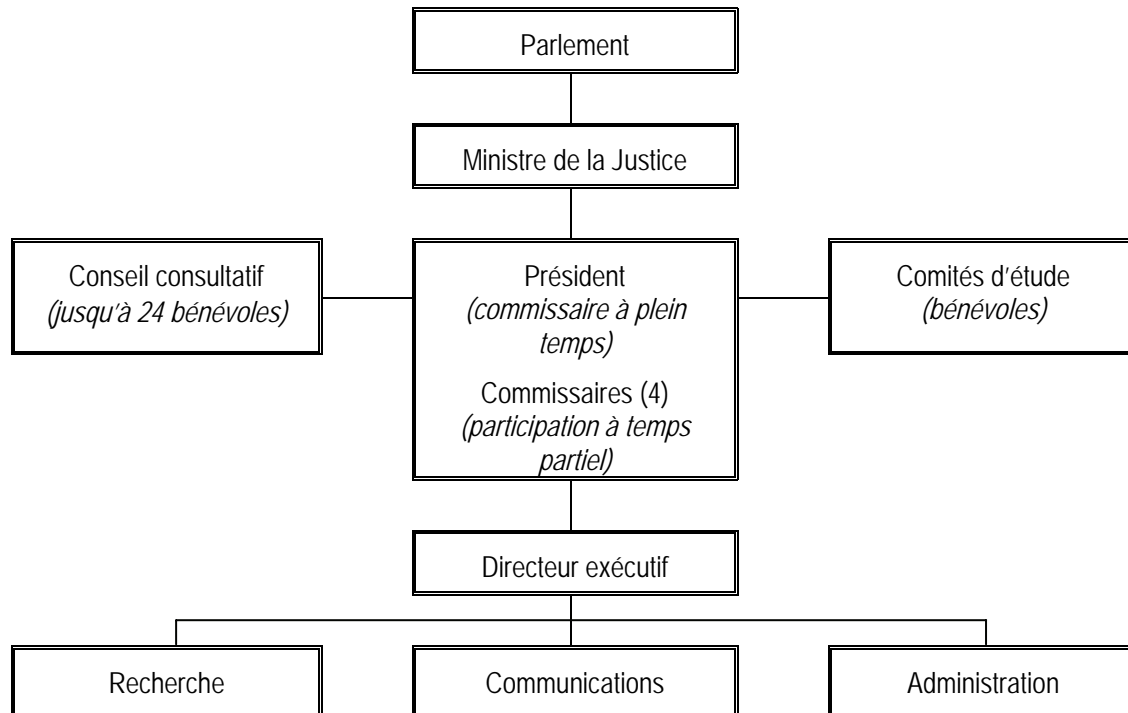 Parlement
Ministre de la Justice
Conseil consultatif
(jusqu'à 24 bénévoles)
Président
(commissaire à plein
temps)
Commissaires (4)
(participation à temps
partiel)
Comités d'étude
(bénévoles)
Directeur exécutif
Recherche
Communications
Administration